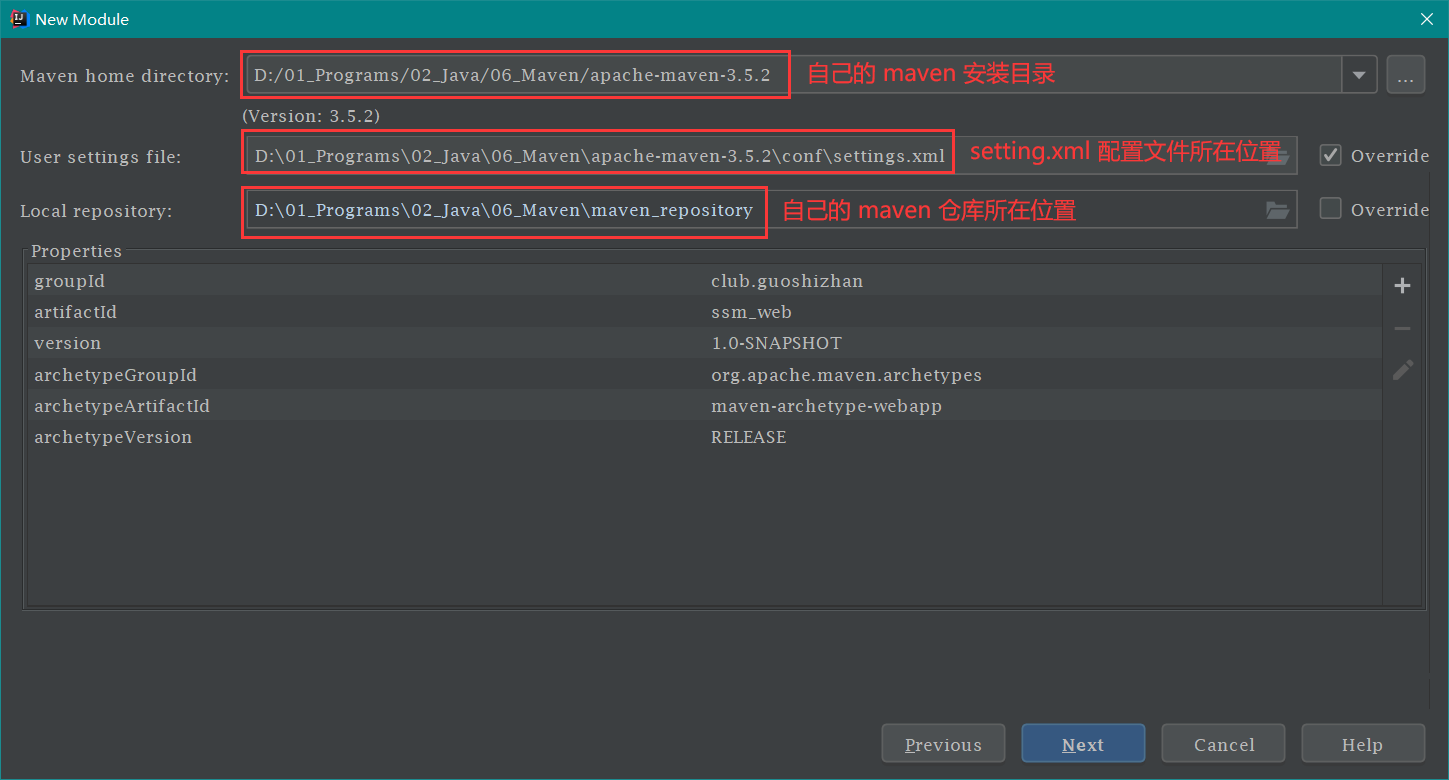 New Module
Maven home directory: D:/01_Programs/02_Java/06_Maven/apache-maven-3.5.2 自己的 maven 安装目录 ...
(Version: 3.5.2)
User settings file: D:\01_Programs\02_Java\06_Maven\apache-maven-3.5.2\conf\settings.xml setting.xml 配置文件所在位置 Override
Local repository: D:\01_Programs\02_Java\06_Maven\maven_repository 自己的 maven 仓库所在位置 Override
Properties
groupId club.guoshizhan
artifactId ssm_web
version 1.0-SNAPSHOT
archetypeGroupId org.apache.maven.archetypes
archetypeArtifactId maven-archetype-webapp
archetypeVersion RELEASE
Previous Next Cancel Help